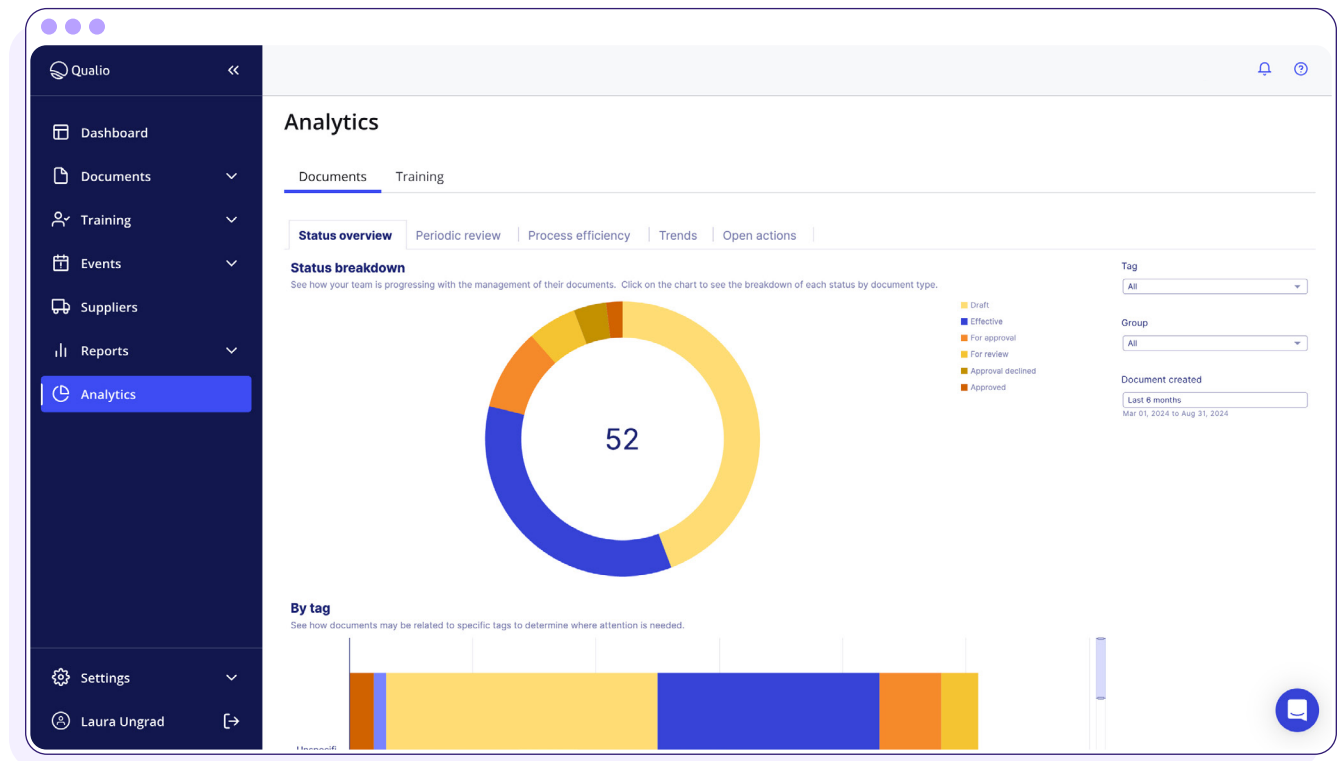 Qualio
Dashboard
Documents
Training
Events
Suppliers
Reports
Analytics
Settings
Laura Ungrad
Analytics
Documents Training
Status overview Periodic review Process efficiency Trends Open actions
Status breakdown
See how your team is progressing with the management of their documents. Click on the chart to see the breakdown of each status by document type.
52
Draft
Effective
For approval
For review
Approval declined
Approved
Tag
All
Group
All
Document created
Last 6 months
Mar 01, 2024 to Aug 31, 2024
By tag
See how documents may be related to specific tags to determine where attention is needed.